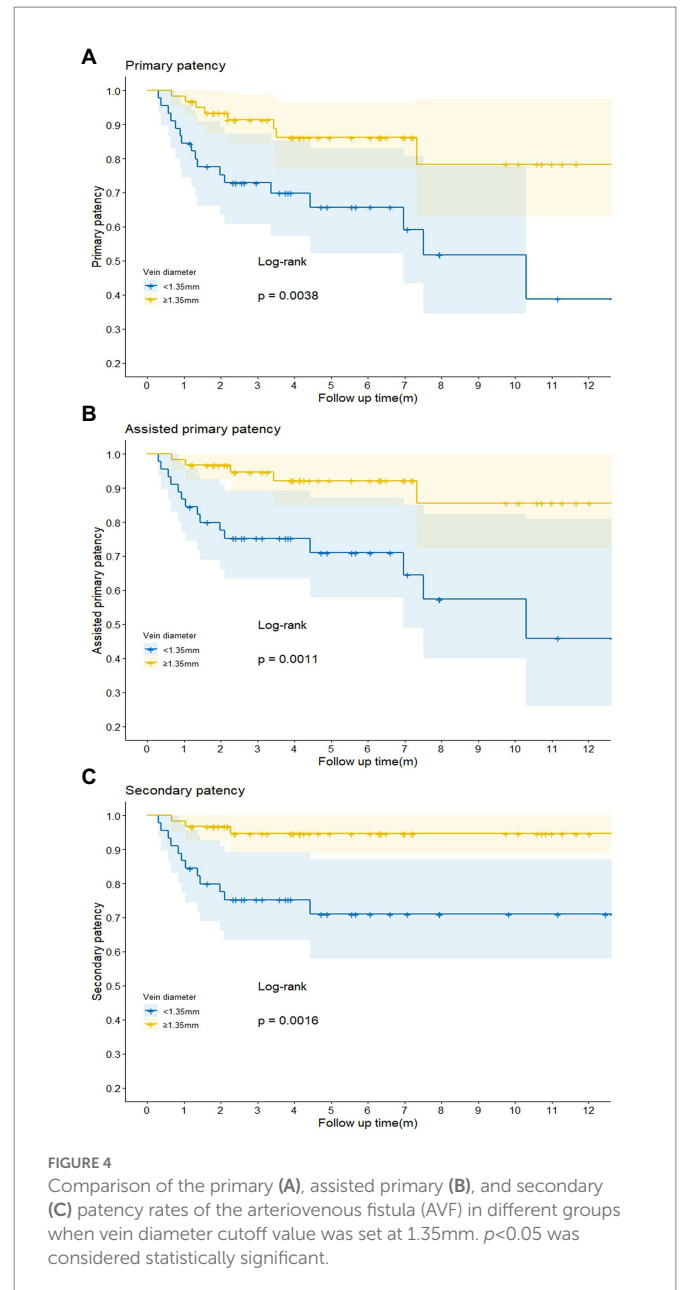 A
Primary patency
1.0
0.9
0.8
0.7
0.6
0.5
0.4
0.3
0.2
Primary patency
Vein diameter
<1.35mm
≥1.35mm
Log-rank
p = 0.0038
0 1 2 3 4 5 6 7 8 9 10 11 12
Follow up time(m)
B
Assisted primary patency
1.0
0.9
0.8
0.7
0.6
0.5
0.4
0.3
0.2
Assisted primary patency
Vein diameter
<1.35mm
≥1.35mm
Log-rank
p = 0.0011
0 1 2 3 4 5 6 7 8 9 10 11 12
Follow up time(m)
C
Secondary patency
1.0
0.9
0.8
0.7
0.6
0.5
0.4
0.3
0.2
Secondary patency
Vein diameter
<1.35mm
≥1.35mm
Log-rank
p = 0.0016
0 1 2 3 4 5 6 7 8 9 10 11 12
Follow up time(m)
FIGURE 4
Comparison of the primary (A), assisted primary (B), and secondary
(C) patency rates of the arteriovenous fistula (AVF) in different groups
when vein diameter cutoff value was set at 1.35mm. p<0.05 was
considered statistically significant.